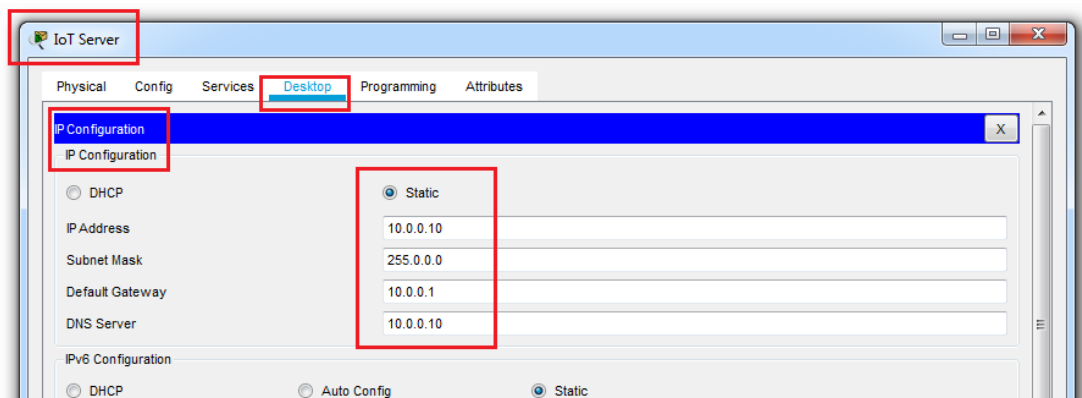 IoT Server
Physical Config Services Desktop Programming Attributes
IP Configuration X
IP Configuration
DHCP Static
IP Address 10.0.0.10
Subnet Mask 255.0.0.0
Default Gateway 10.0.0.1
DNS Server 10.0.0.10
IPv6 Configuration
DHCP Auto Config Static